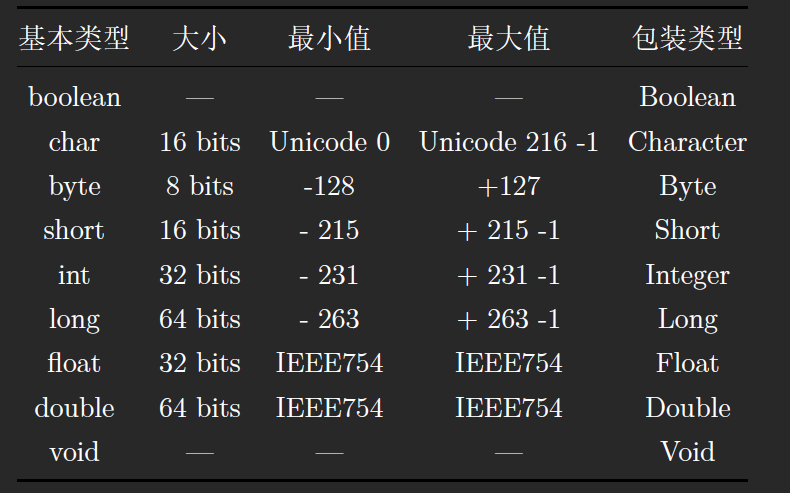 基本类型 大小 最小值 最大值 包装类型
boolean — — — Boolean
char 16 bits Unicode 0 Unicode 216 -1 Character
byte 8 bits -128 +127 Byte
short 16 bits - 215 + 215 -1 Short
int 32 bits - 231 + 231 -1 Integer
long 64 bits - 263 + 263 -1 Long
float 32 bits IEEE754 IEEE754 Float
double 64 bits IEEE754 IEEE754 Double
void — — — Void